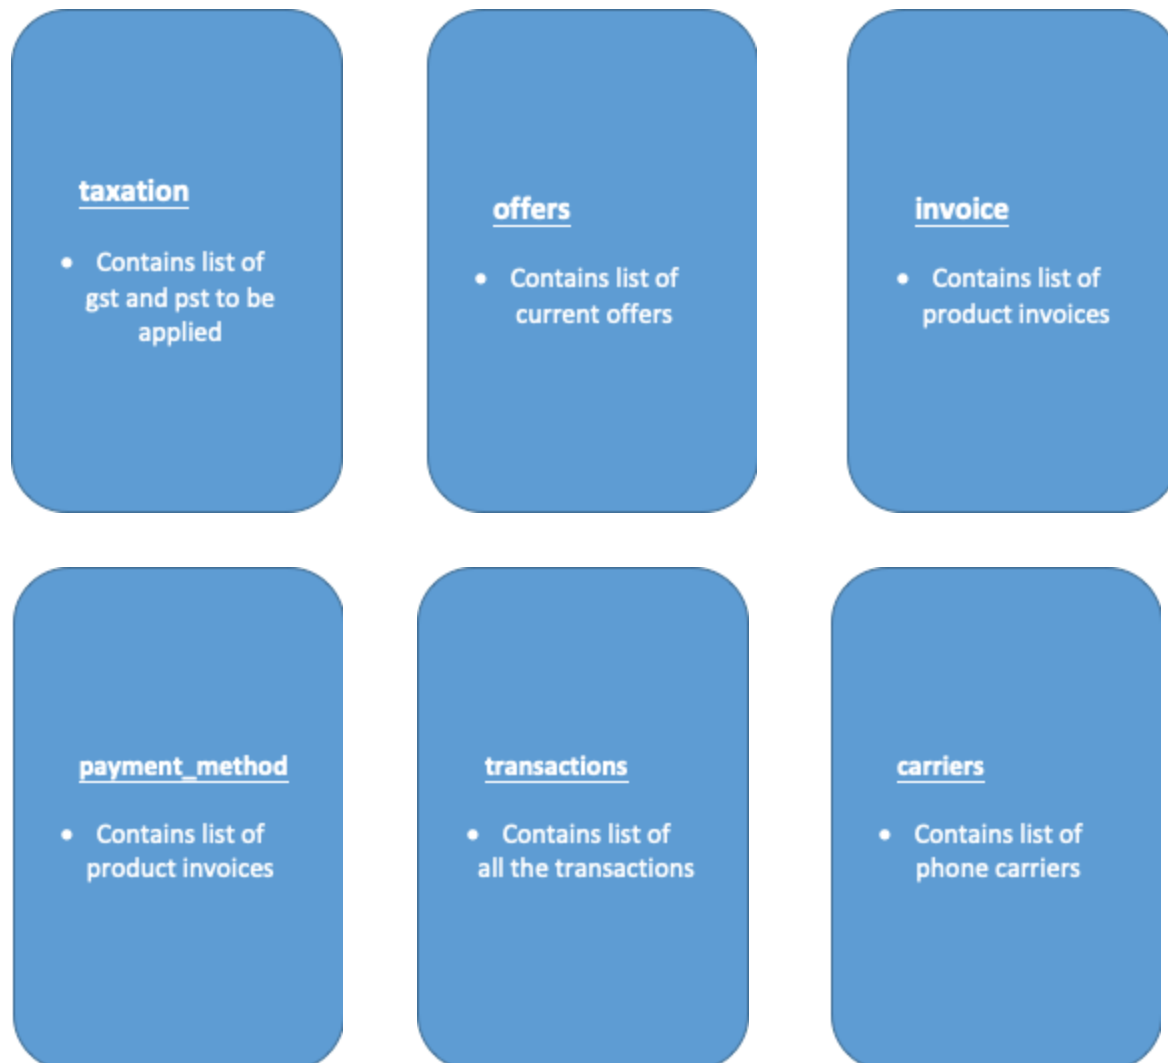 taxation
• Contains list of
gst and pst to be
applied
offers
• Contains list of
current offers
invoice
• Contains list of
product invoices
payment_method
• Contains list of
product invoices
transactions
• Contains list of
all the transactions
carriers
• Contains list of
phone carriers